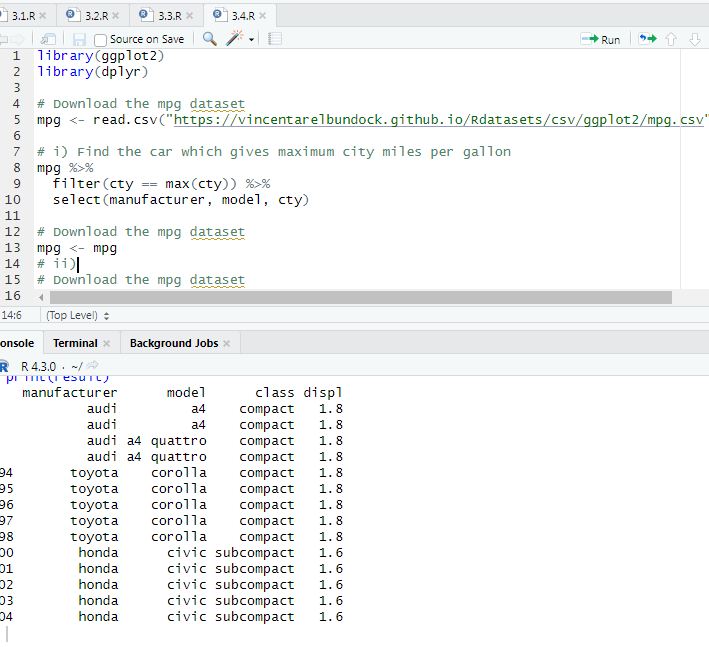 3.1.R 3.2.R 3.3.R 3.4.R
Source on Save Run
1 library(ggplot2)
2 library(dplyr)
3
4 # Download the mpg dataset
5 mpg <- read.csv("https://vincentarelbundock.github.io/Rdatasets/csv/ggplot2/mpg.csv"
6
7 # i) Find the car which gives maximum city miles per gallon
8 mpg %>%
9 filter(cty == max(cty)) %>%
10 select(manufacturer, model, cty)
11
12 # Download the mpg dataset
13 mpg <- mpg
14 # ii)
15 # Download the mpg dataset
16
14:6 (Top Level)
onsole Terminal Background Jobs
R 4.3.0 · ~/
print(result)
manufacturer model class displ
audi a4 compact 1.8
audi a4 compact 1.8
audi a4 quattro compact 1.8
audi a4 quattro compact 1.8
94 toyota corolla compact 1.8
95 toyota corolla compact 1.8
96 toyota corolla compact 1.8
97 toyota corolla compact 1.8
98 toyota corolla compact 1.8
00 honda civic subcompact 1.6
01 honda civic subcompact 1.6
02 honda civic subcompact 1.6
03 honda civic subcompact 1.6
04 honda civic subcompact 1.6